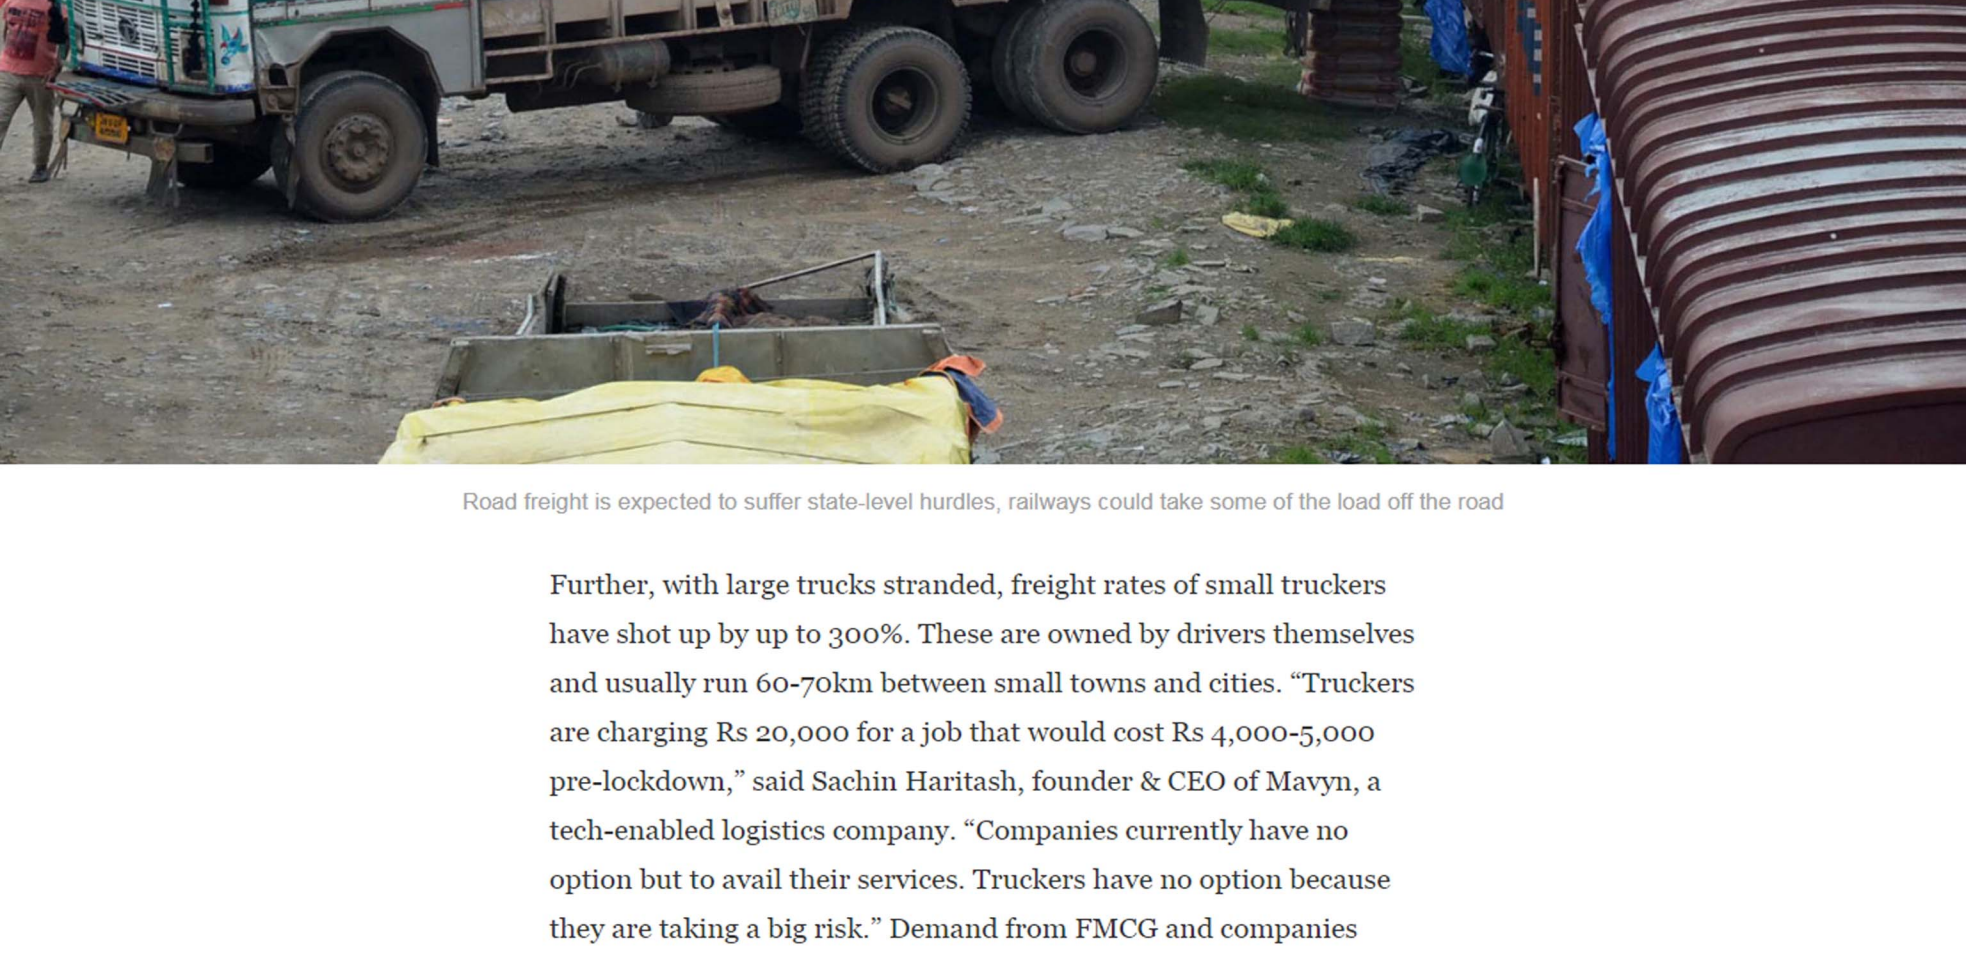 Road freight is expected to suffer state-level hurdles, railways could take some of the load off the road
Further, with large trucks stranded, freight rates of small truckers
have shot up by up to 300%. These are owned by drivers themselves
and usually run 60-70km between small towns and cities. “Truckers
are charging Rs 20,000 for a job that would cost Rs 4,000-5,000
pre-lockdown,” said Sachin Haritash, founder & CEO of Mavyn, a
tech-enabled logistics company. “Companies currently have no
option but to avail their services. Truckers have no option because
they are taking a big risk.” Demand from FMCG and companies